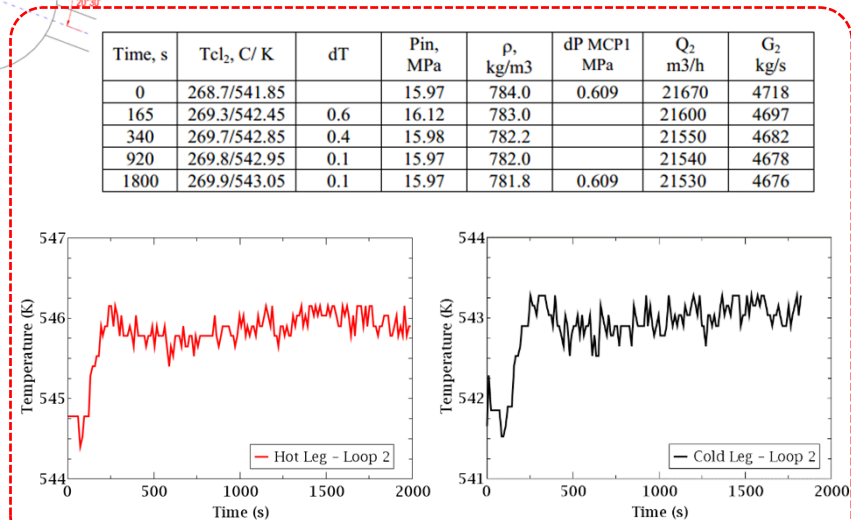 20°30'
Time, s Tcl₂, C/ K dT Pin, MPa ρ, kg/m3 dP MCP1 MPa Q₂ m3/h G₂ kg/s
0 268.7/541.85 15.97 784.0 0.609 21670 4718
165 269.3/542.45 0.6 16.12 783.0 21600 4697
340 269.7/542.85 0.4 15.98 782.2 21550 4682
920 269.8/542.95 0.1 15.97 782.0 21540 4678
1800 269.9/543.05 0.1 15.97 781.8 0.609 21530 4676
547
546
545
544
Temperature (K)
Hot Leg – Loop 2
0 500 1000 1500 2000
Time (s)
544
543
542
541
Temperature (K)
Cold Leg – Loop 2
0 500 1000 1500 2000
Time (s)